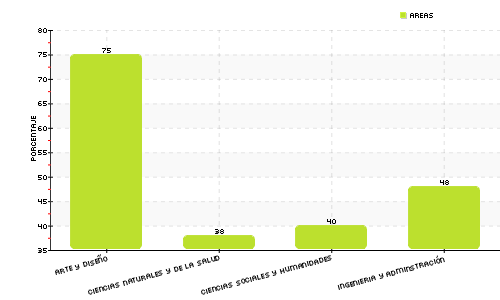 AREAS
PORCENTAJE
80
75
70
65
60
55
50
45
40
35
75
38
40
48
ARTE Y DISEÑO
CIENCIAS NATURALES Y DE LA SALUD
CIENCIAS SOCIALES Y HUMANIDADES
INGENIERIA Y ADMINSTRACIÓN